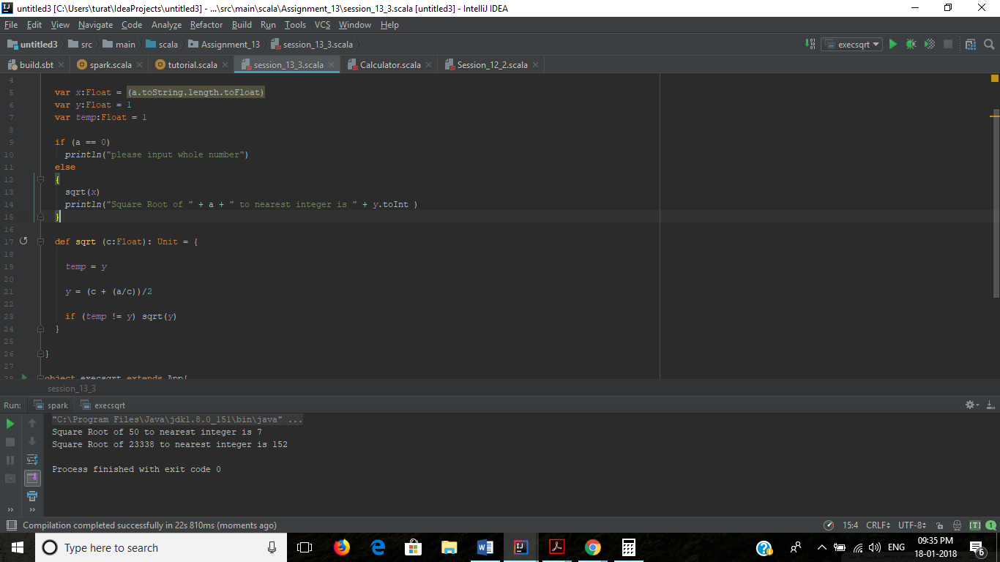 untitled3 [C:\Users\turat\IdeaProjects\untitled3] - ...\src\main\scala\Assignment_13\session_13_3.scala [untitled3] - IntelliJ IDEA
File Edit View Navigate Code Analyze Refactor Build Run Tools VCS Window Help
untitled3 src main scala Assignment_13 session_13_3.scala execsqrt
build.sbt spark.scala tutorial.scala session_13_3.scala Calculator.scala Session_12_2.scala
4
5 var x:Float = (a.toString.length.toFloat)
6 var y:Float = 1
7 var temp:Float = 1
8
9 if (a == 0)
10 println("please input whole number")
11 else
12 {
13 sqrt(x)
14 println("Square Root of " + a + " to nearest integer is " + y.toInt )
15 }
16
17 def sqrt (c:Float): Unit = {
18
19 temp = y
20
21 y = (c + (a/c))/2
22
23 if (temp != y) sqrt(y)
24 }
25
26 }
27
28 object execsqrt extends App{
session_13_3
Run: spark execsqrt
"C:\Program Files\Java\jdk1.8.0_151\bin\java" ...
Square Root of 50 to nearest integer is 7
Square Root of 23338 to nearest integer is 152
Process finished with exit code 0
Compilation completed successfully in 22s 810ms (moments ago) 15:4 CRLF UTF-8 [T] 1
Type here to search ENG 09:35 PM
18-01-2018 6